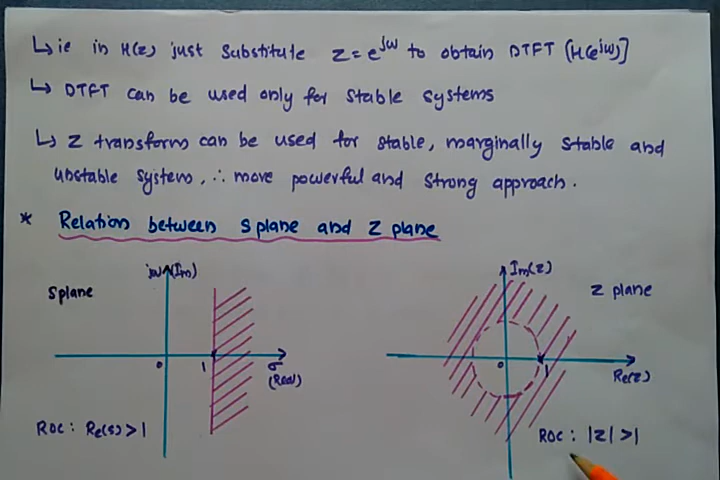 ↳ ie in H(z) just substitute z = e^jω to obtain DTFT [H(e^jω)]
↳ DTFT can be used only for stable systems
↳ Z transform can be used for stable, marginally stable and
unstable system, ∴ more powerful and strong approach.
* Relation between s plane and Z plane
jω (Im)
S plane
0
1
σ
(Real)
ROC : Re(s) > 1
Im(z)
Z plane
0
1
Re(z)
ROC : |z| > 1